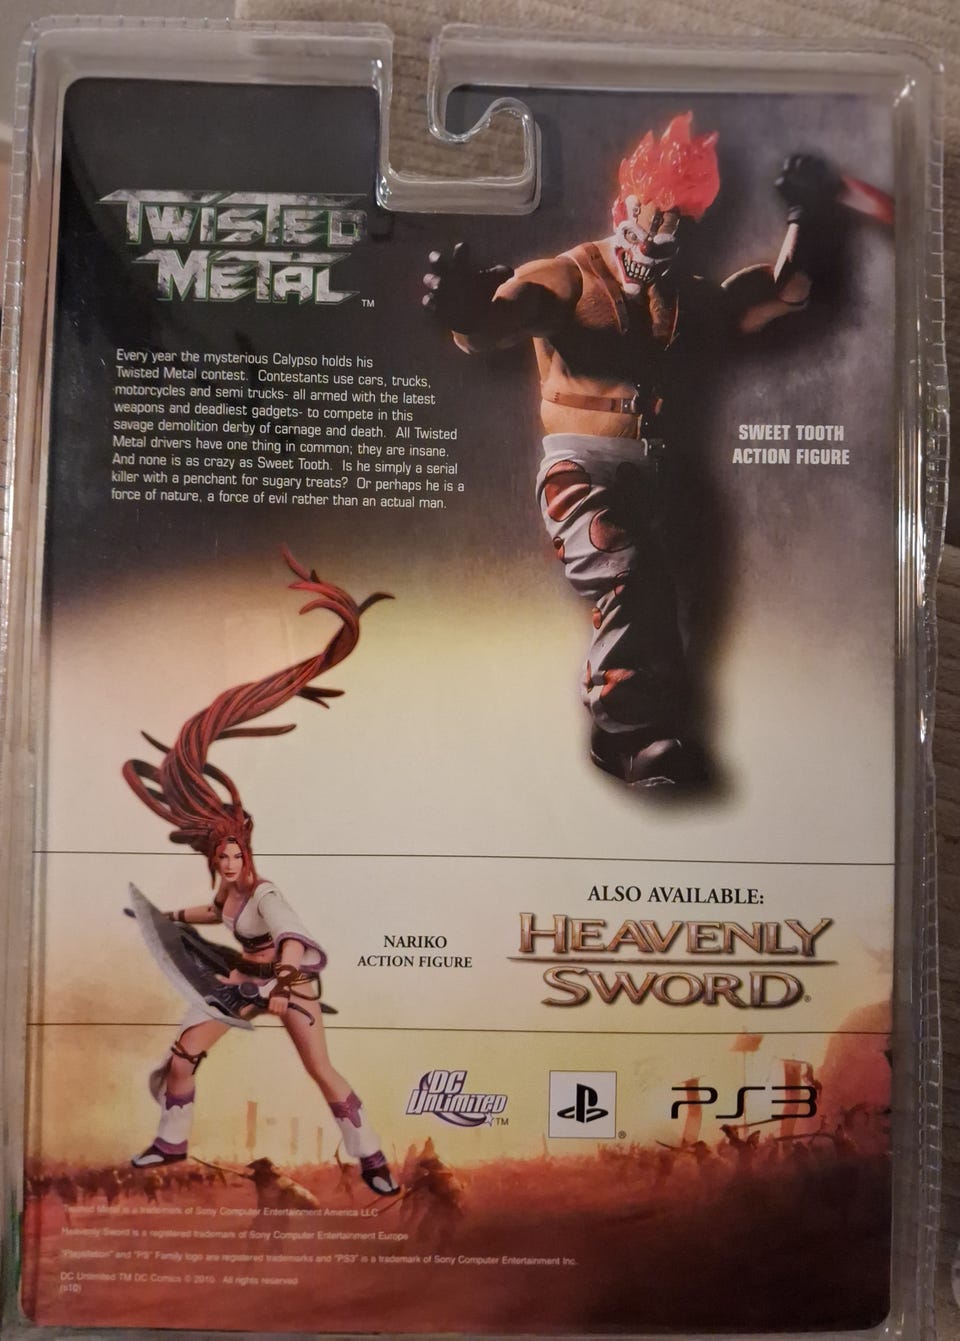 TWISTED
METAL TM
Every year the mysterious Calypso holds his
Twisted Metal contest. Contestants use cars, trucks,
motorcycles and semi trucks- all armed with the latest
weapons and deadliest gadgets- to compete in this
savage demolition derby of carnage and death. All Twisted
Metal drivers have one thing in common; they are insane.
And none is as crazy as Sweet Tooth. Is he simply a serial
killer with a penchant for sugary treats? Or perhaps he is a
force of nature, a force of evil rather than an actual man.
SWEET TOOTH
ACTION FIGURE
ALSO AVAILABLE:
HEAVENLY
SWORD®
NARIKO
ACTION FIGURE
DC
UNLIMITED TM
®
PS3
Twisted Metal is a trademark of Sony Computer Entertainment America LLC
Heavenly Sword is a registered trademark of Sony Computer Entertainment Europe
"Playstation" and "PS" Family logo are registered trademarks and "PS3" is a trademark of Sony Computer Entertainment Inc.
DC Unlimited TM DC Comics © 2010 All rights reserved
(s10)